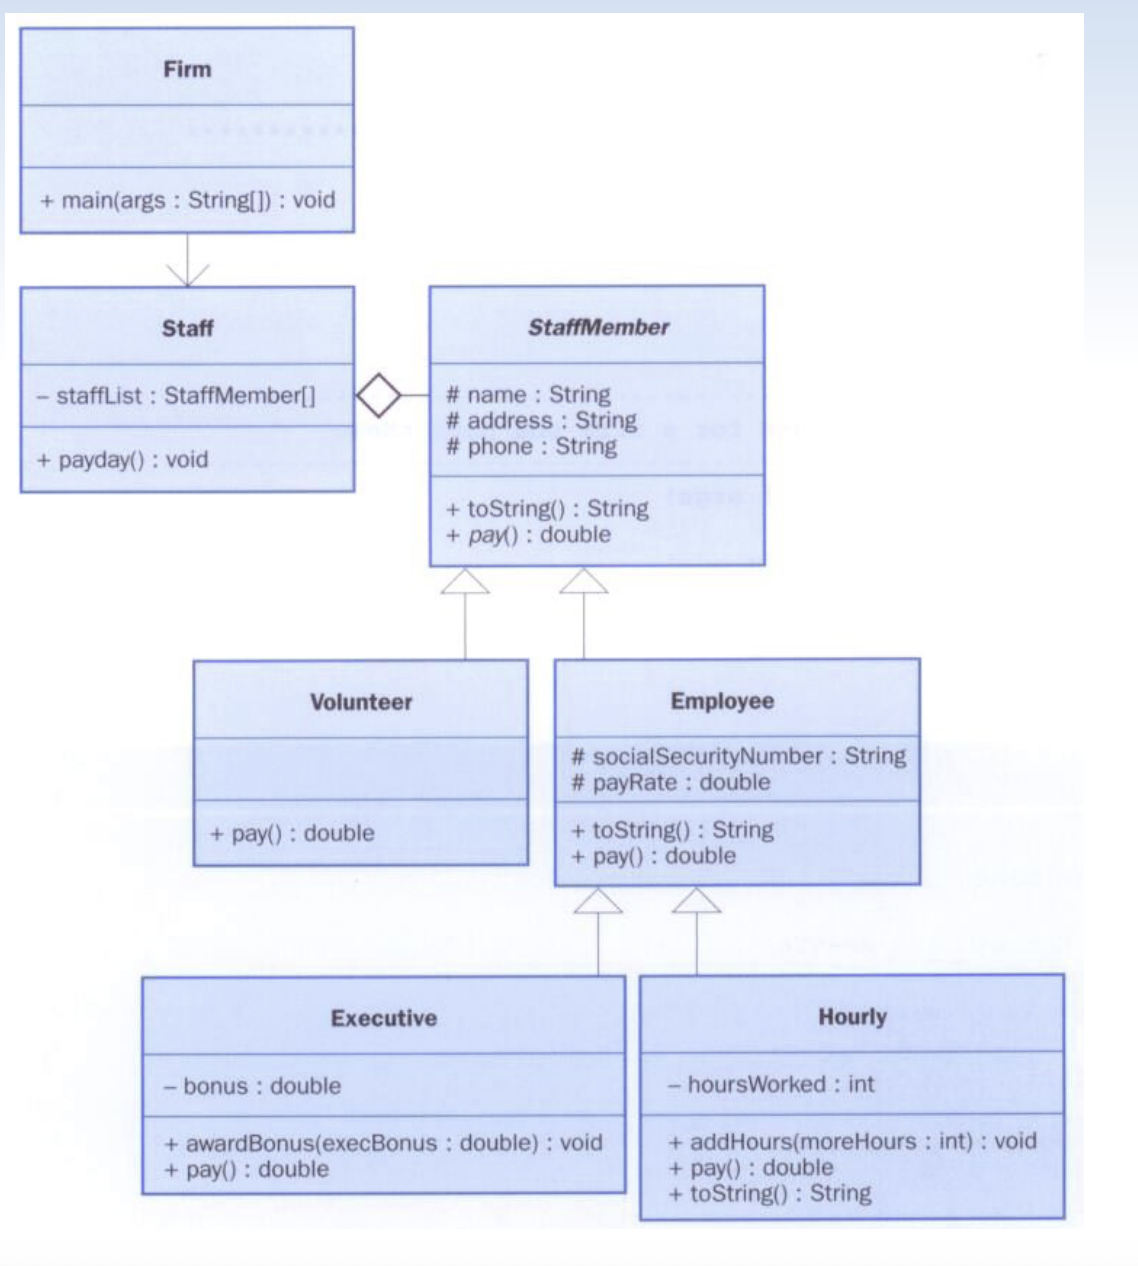 Firm
+ main(args : String[]) : void
Staff
– staffList : StaffMember[]
+ payday() : void
StaffMember
# name : String
# address : String
# phone : String
+ toString() : String
+ pay() : double
Volunteer
+ pay() : double
Employee
# socialSecurityNumber : String
# payRate : double
+ toString() : String
+ pay() : double
Executive
– bonus : double
+ awardBonus(execBonus : double) : void
+ pay() : double
Hourly
– hoursWorked : int
+ addHours(moreHours : int) : void
+ pay() : double
+ toString() : String